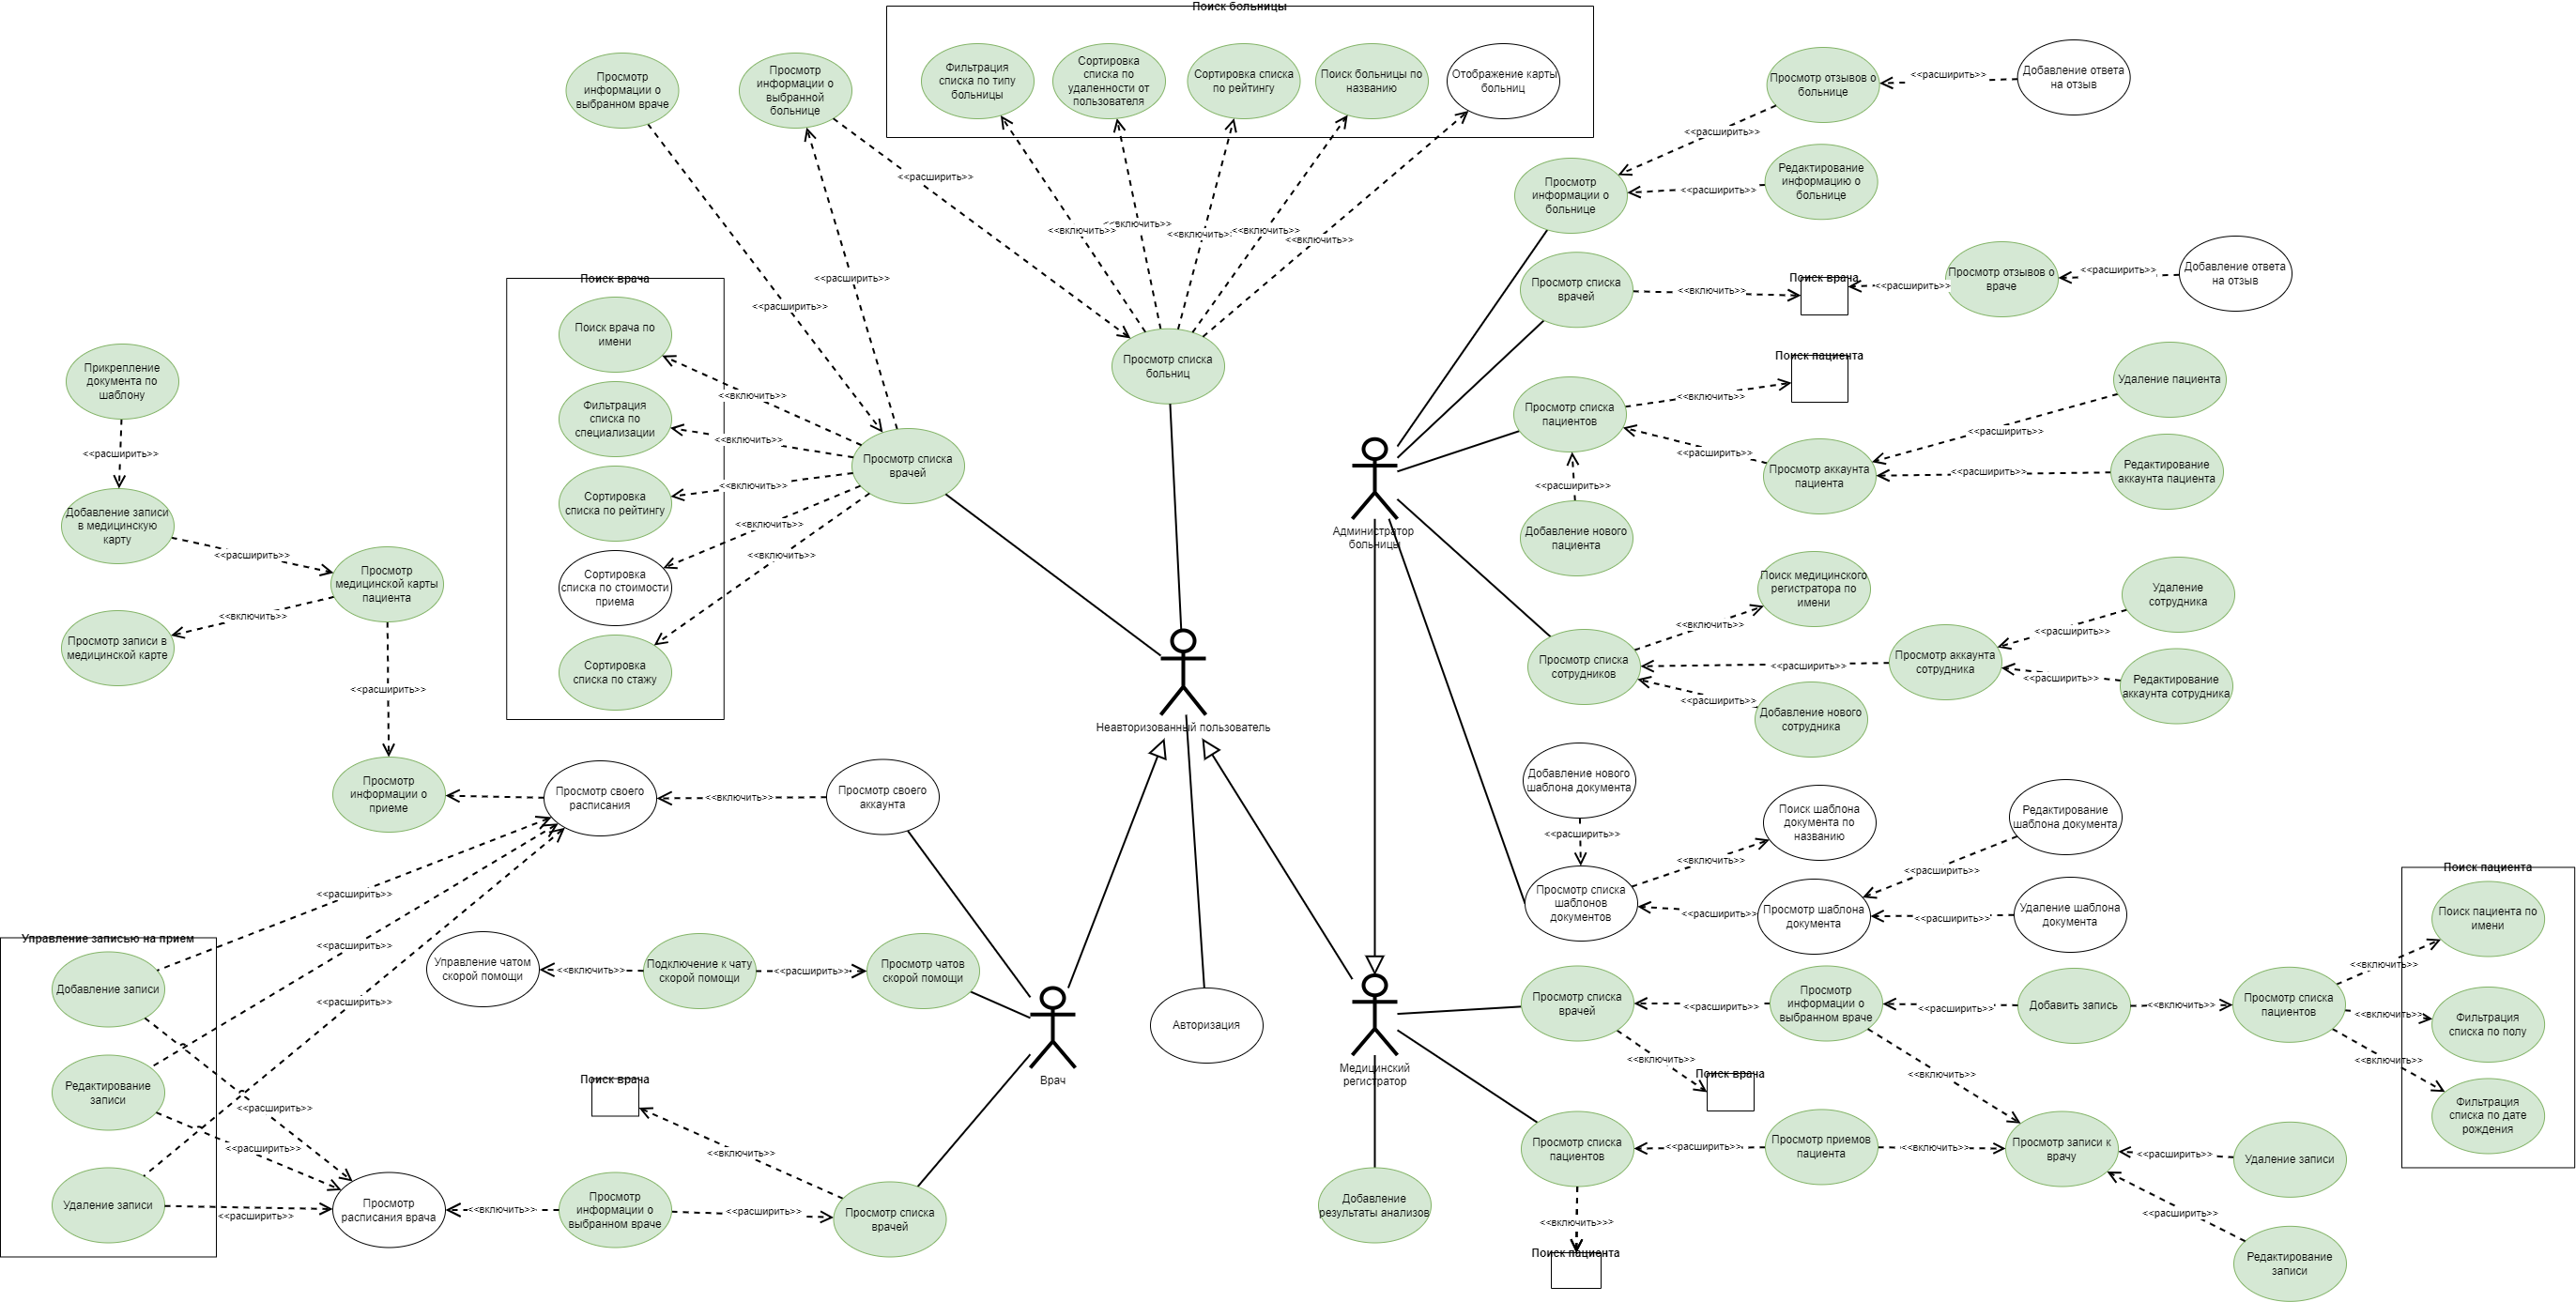 Поиск больницы
Фильтрация
списка по типу
больницы
Сортировка
списка по
удаленности от
пользователя
Сортировка списка
по рейтингу
Поиск больницы по
названию
Отображение карты
больниц
Просмотр
информации о
выбранном враче
Просмотр
информации о
выбранной
больнице
<<расширить>>
<<расширить>>
<<расширить>>
<<включить>>
<<включить>>
<<включить>>
<<включить>>
<<включить>>
Просмотр списка
больниц
Поиск врача
Поиск врача по
имени
Фильтрация
списка по
специализации
Сортировка
списка по рейтингу
Сортировка
списка по стоимости
приема
Сортировка
списка по стажу
<<включить>>
<<включить>>
<<включить>>
<<включить>>
<<включить>>
Просмотр списка
врачей
Прикрепление
документа по
шаблону
<<расширить>>
Добавление записи
в медицинскую
карту
<<расширить>>
Просмотр
медицинской карты
пациента
<<включить>>
Просмотр записи в
медицинской карте
<<расширить>>
Просмотр
информации о
приеме
Просмотр своего
расписания
<<включить>>
Просмотр своего
аккаунта
Неавторизованный пользователь
<<расширить>>
<<расширить>>
<<расширить>>
Управление записью на прием
Добавление записи
Редактирование
записи
Удаление записи
<<расширить>>
<<расширить>>
<<расширить>>
Управление чатом
скорой помощи
<<включить>>
Подключение к чату
скорой помощи
<<расширить>>
Просмотр чатов
скорой помощи
Авторизация
Врач
Поиск врача
<<включить>>
Просмотр
расписания врача
<<включить>>
Просмотр
информации о
выбранном враче
<<расширить>>
Просмотр списка
врачей
Просмотр отзывов о
больнице
<<расширить>>
Добавление ответа
на отзыв
<<расширить>>
Просмотр
информации о
больнице
<<расширить>>
Редактирование
информацию о
больнице
Просмотр списка
врачей
<<включить>>
Поиск врача
<<расширить>>
Просмотр отзывов о
враче
<<расширить>>
Добавление ответа
на отзыв
Поиск пациента
Просмотр списка
пациентов
<<включить>>
<<расширить>>
Просмотр аккаунта
пациента
<<расширить>>
Удаление пациента
<<расширить>>
Редактирование
аккаунта пациента
<<расширить>>
Добавление нового
пациента
Администратор
больницы
Поиск медицинского
регистратора по
имени
<<включить>>
Просмотр списка
сотрудников
<<расширить>>
Просмотр аккаунта
сотрудника
<<расширить>>
Удаление
сотрудника
<<расширить>>
Редактирование
аккаунта сотрудника
<<расширить>>
Добавление нового
сотрудника
Добавление нового
шаблона документа
<<расширить>>
Поиск шаблона
документа по
названию
<<включить>>
Просмотр списка
шаблонов
документов
<<расширить>>
Просмотр шаблона
документа
<<расширить>>
Редактирование
шаблона документа
<<расширить>>
Удаление шаблона
документа
Медицинский
регистратор
Просмотр списка
врачей
<<расширить>>
Просмотр
информации о
выбранном враче
<<расширить>>
Добавить запись
<<включить>>
Просмотр списка
пациентов
<<включить>>
<<включить>>
<<включить>>
Поиск пациента
Поиск пациента по
имени
Фильтрация
списка по полу
Фильтрация
списка по дате
рождения
<<включить>>
Поиск врача
<<включить>>
Просмотр списка
пациентов
<<расширить>>
Просмотр приемов
пациента
<<включить>>
Просмотр записи к
врачу
<<расширить>>
Удаление записи
<<расширить>>
Редактирование
записи
Добавление
результаты анализов
<<включить>>>
Поиск пациента